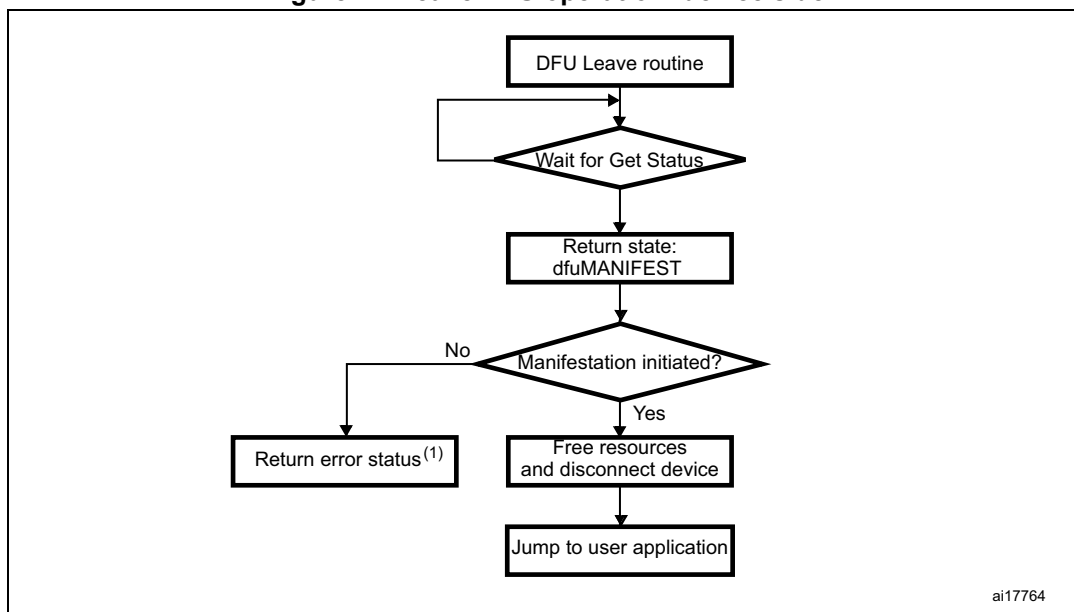 DFU Leave routine
Wait for Get Status
Return state:
dfuMANIFEST
No
Manifestation initiated?
Yes
Return error status(1)
Free resources
and disconnect device
Jump to user application
ai17764